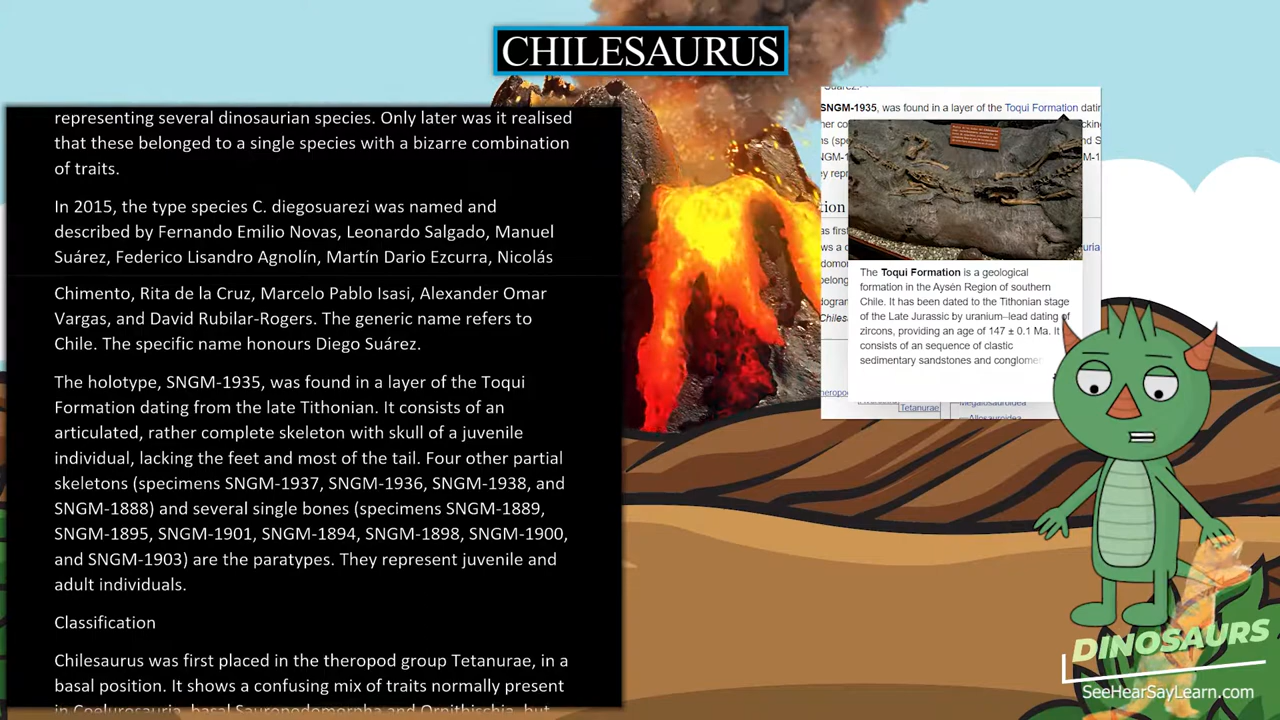 CHILESAURUS
representing several dinosaurian species. Only later was it realised
that these belonged to a single species with a bizarre combination
of traits.
In 2015, the type species C. diegosuarezi was named and
described by Fernando Emilio Novas, Leonardo Salgado, Manuel
Suárez, Federico Lisandro Agnolín, Martín Dario Ezcurra, Nicolás
Chimento, Rita de la Cruz, Marcelo Pablo Isasi, Alexander Omar
Vargas, and David Rubilar-Rogers. The generic name refers to
Chile. The specific name honours Diego Suárez.
The holotype, SNGM-1935, was found in a layer of the Toqui
Formation dating from the late Tithonian. It consists of an
articulated, rather complete skeleton with skull of a juvenile
individual, lacking the feet and most of the tail. Four other partial
skeletons (specimens SNGM-1937, SNGM-1936, SNGM-1938, and
SNGM-1888) and several single bones (specimens SNGM-1889,
SNGM-1895, SNGM-1901, SNGM-1894, SNGM-1898, SNGM-1900,
and SNGM-1903) are the paratypes. They represent juvenile and
adult individuals.
Classification
Chilesaurus was first placed in the theropod group Tetanurae, in a
basal position. It shows a confusing mix of traits normally present
in Coelurosauria, basal Sauropodomorpha and Ornithischia, but
SNGM-1935, was found in a layer of the Toqui Formation
The Toqui Formation is a geological
formation in the Aysén Region of southern
Chile. It has been dated to the Tithonian stage
of the Late Jurassic by uranium–lead dating of
zircons, providing an age of 147 ± 0.1 Ma. It
consists of an sequence of clastic
sedimentary sandstones and
Tetanurae
DINOSAURS
SeeHearSayLearn.com